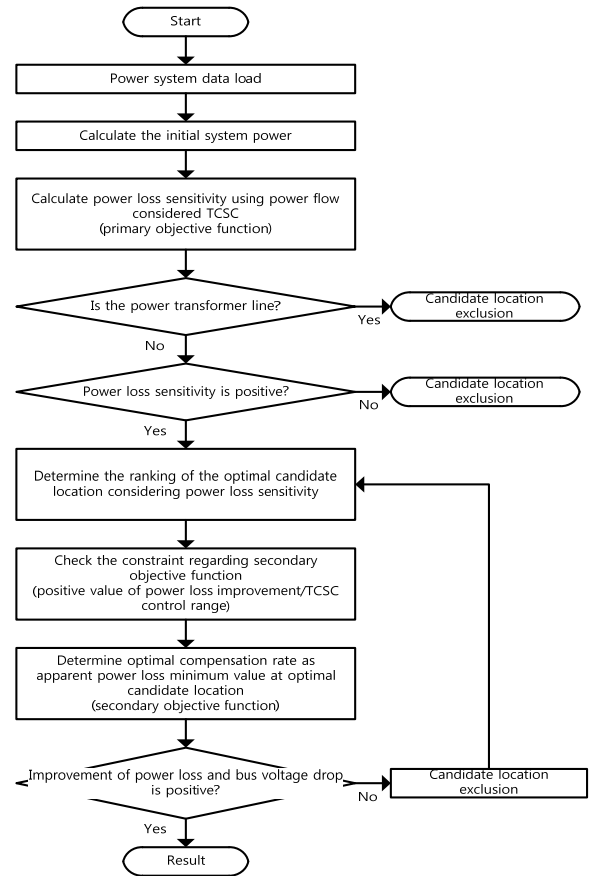 Start
Power system data load
Calculate the initial system power
Calculate power loss sensitivity using power flow
considered TCSC
(primary objective function)
Is the power transformer line?
Yes
Candidate location
exclusion
No
Power loss sensitivity is positive?
No
Candidate location
exclusion
Yes
Determine the ranking of the optimal candidate
location considering power loss sensitivity
Check the constraint regarding secondary
objective function
(positive value of power loss improvement/TCSC
control range)
Determine optimal compensation rate as
apparent power loss minimum value at optimal
candidate location
(secondary objective function)
Improvement of power loss and bus voltage drop
is positive?
No
Candidate location
exclusion
Yes
Result